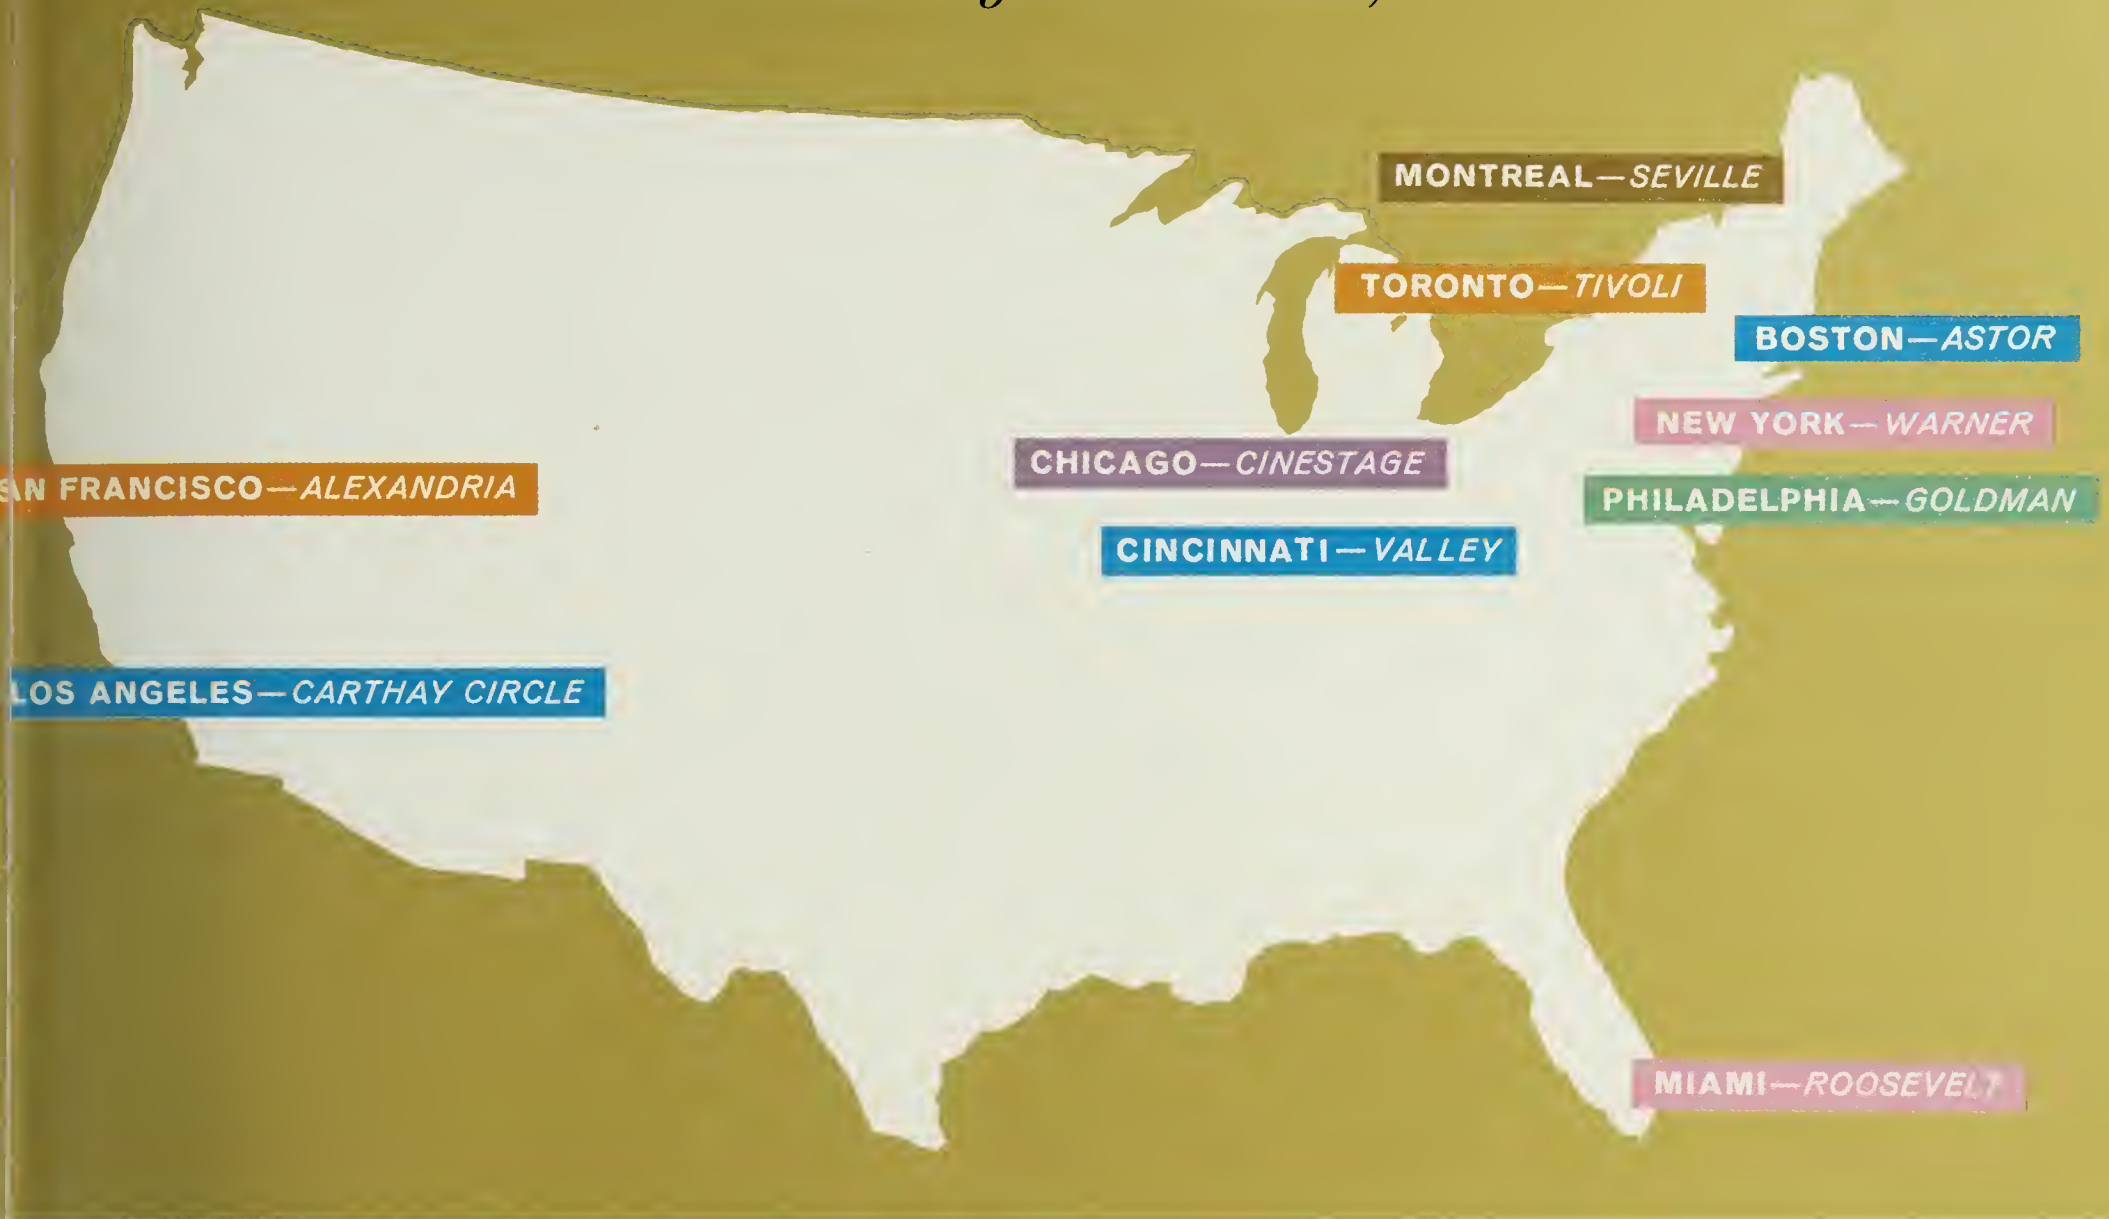 MONTREAL—SEVILLE
TORONTO—TIVOLI
BOSTON—ASTOR
NEW YORK—WARNER
CHICAGO—CINESTAGE
AN FRANCISCO—ALEXANDRIA
PHILADELPHIA—GOLDMAN
CINCINNATI—VALLEY
LOS ANGELES—CARTHAY CIRCLE
MIAMI—ROOSEVELT